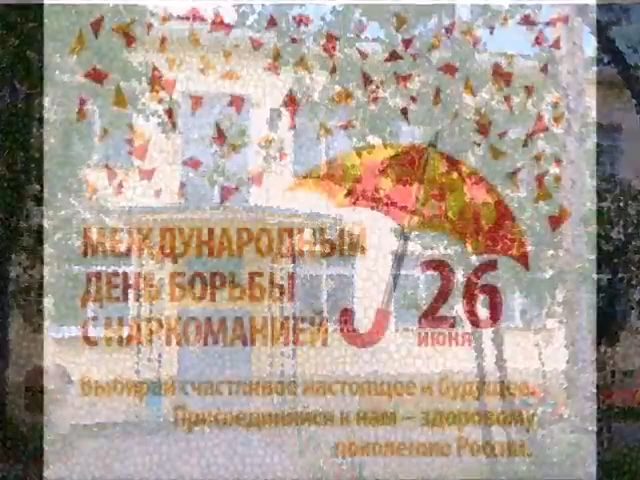 МЕЖДУНАРОДНЫЙ
ДЕНЬ БОРЬБЫ
С НАРКОМАНИЕЙ
26
ИЮНЯ
Выбирай счастливое настоящее и будущее.
Присоединяйся к нам – здоровому
поколению России.